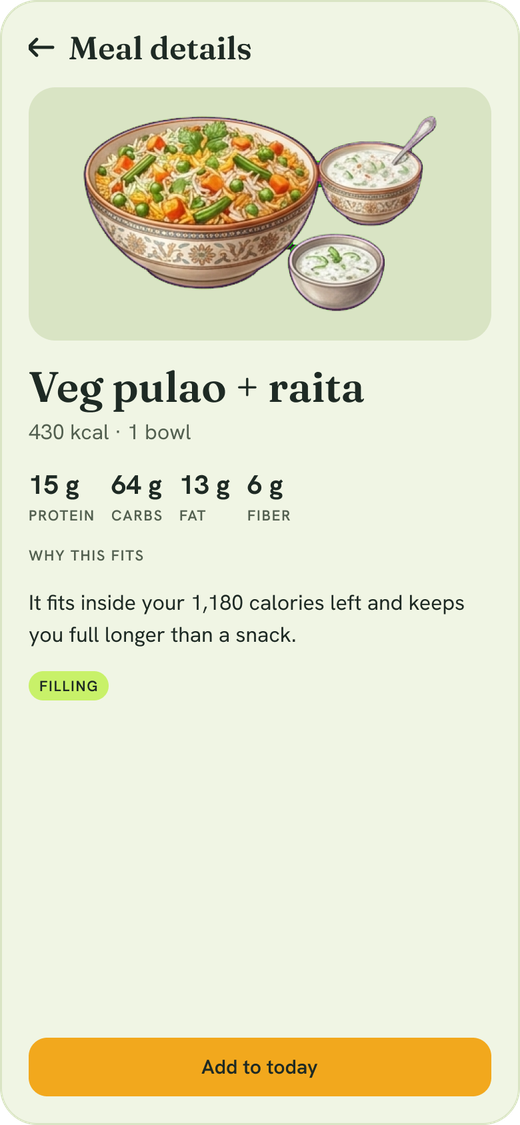 Meal details
Veg pulao + raita
430 kcal · 1 bowl
15 g 64 g 13 g 6 g
PROTEIN CARBS FAT FIBER
WHY THIS FITS
It fits inside your 1,180 calories left and keeps
you full longer than a snack.
FILLING
Add to today